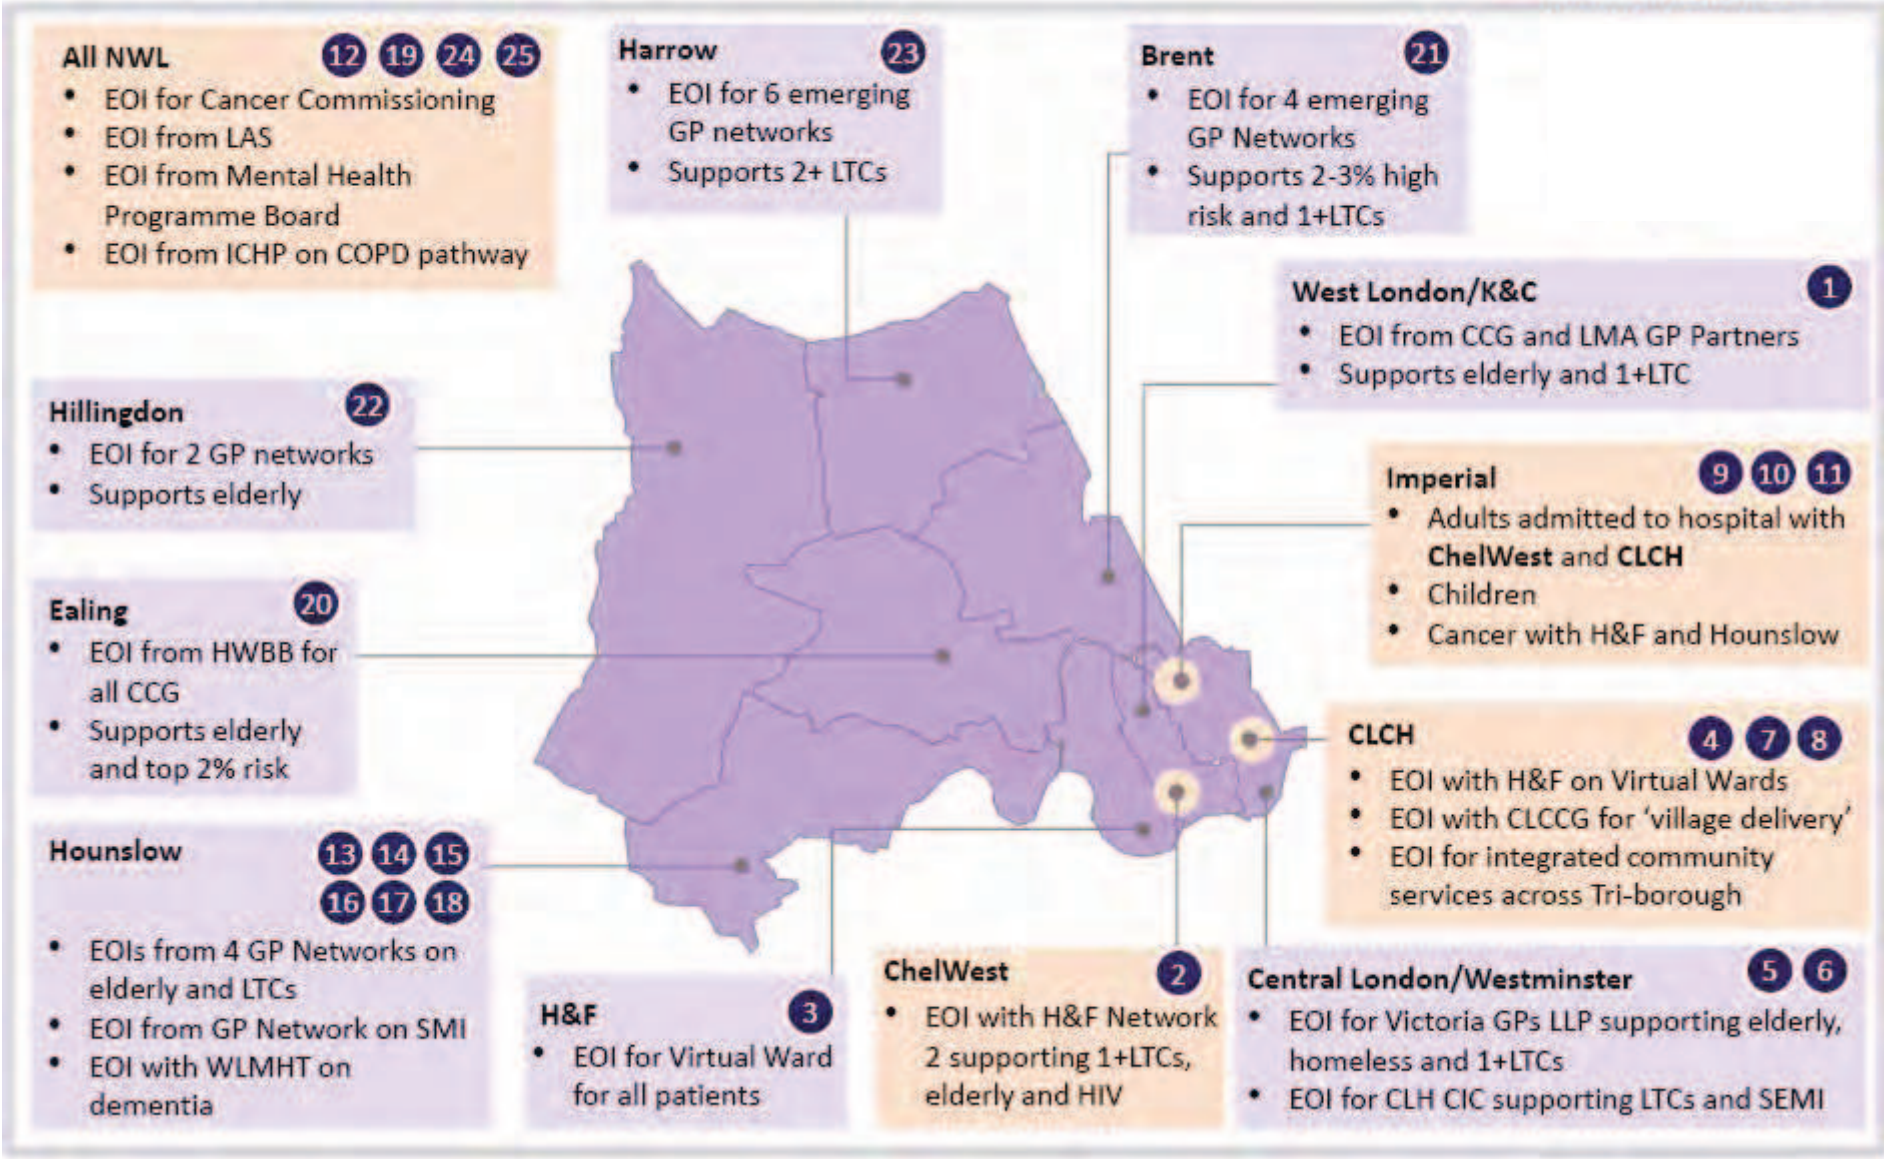 All NWL 12 19 24 25
• EOI for Cancer Commissioning
• EOI from LAS
• EOI from Mental Health
Programme Board
• EOI from ICHP on COPD pathway
Harrow 23
• EOI for 6 emerging
GP networks
• Supports 2+ LTCs
Brent 21
• EOI for 4 emerging
GP Networks
• Supports 2-3% high
risk and 1+LTCs
West London/K&C 1
• EOI from CCG and LMA GP Partners
• Supports elderly and 1+LTC
Hillingdon 22
• EOI for 2 GP networks
• Supports elderly
Imperial 9 10 11
• Adults admitted to hospital with
ChelWest and CLCH
• Children
• Cancer with H&F and Hounslow
Ealing 20
• EOI from HWBB for
all CCG
• Supports elderly
and top 2% risk
CLCH 4 7 8
• EOI with H&F on Virtual Wards
• EOI with CLCCG for ‘village delivery’
• EOI for integrated community
services across Tri-borough
Hounslow 13 14 15
16 17 18
• EOIs from 4 GP Networks on
elderly and LTCs
• EOI from GP Network on SMI
• EOI with WLMHT on
dementia
H&F 3
• EOI for Virtual Ward
for all patients
ChelWest 2
• EOI with H&F Network
2 supporting 1+LTCs,
elderly and HIV
Central London/Westminster 5 6
• EOI for Victoria GPs LLP supporting elderly,
homeless and 1+LTCs
• EOI for CLH CIC supporting LTCs and SEMI